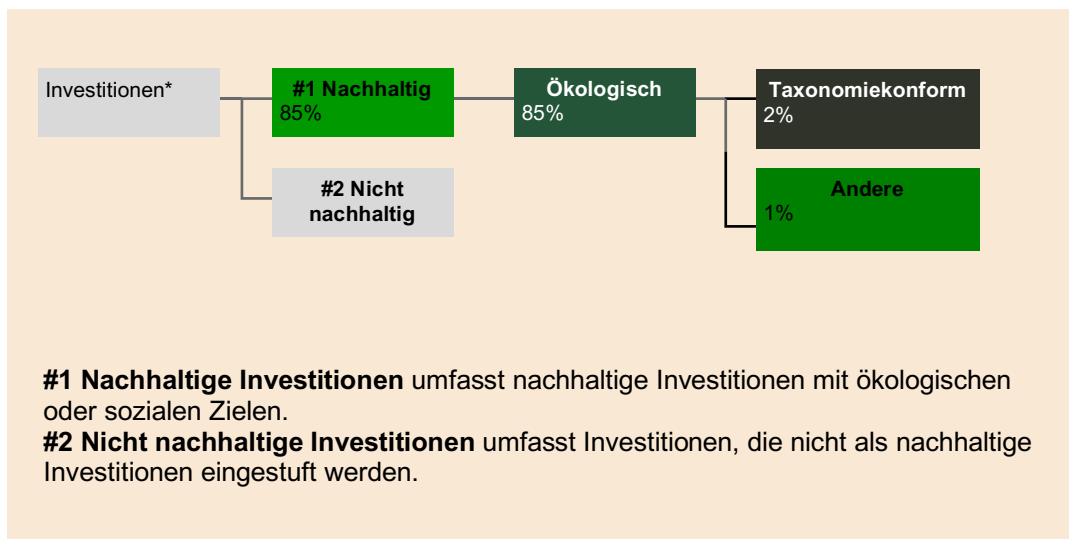 Investitionen*
#1 Nachhaltig
85%
Ökologisch
85%
Taxonomiekonform
2%
#2 Nicht
nachhaltig
Andere
1%
#1 Nachhaltige Investitionen umfasst nachhaltige Investitionen mit ökologischen
oder sozialen Zielen.
#2 Nicht nachhaltige Investitionen umfasst Investitionen, die nicht als nachhaltige
Investitionen eingestuft werden.